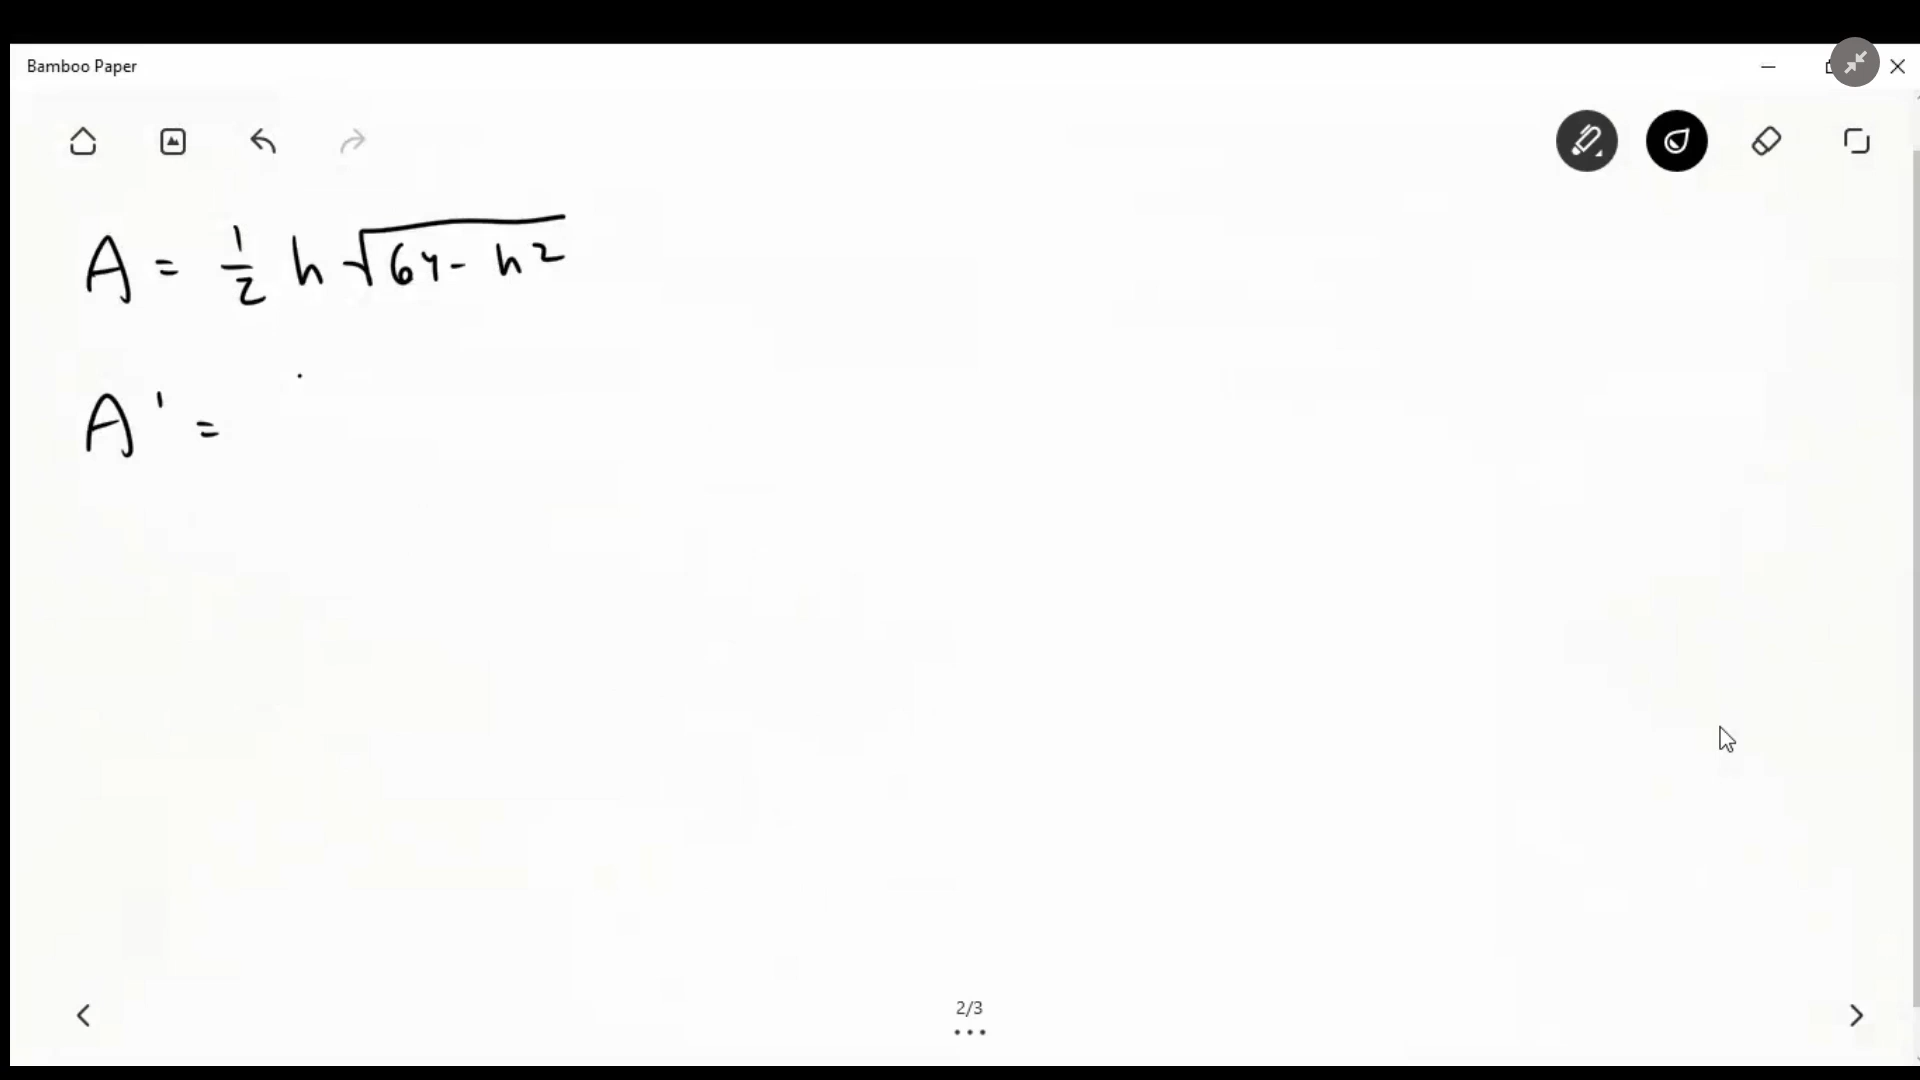 Bamboo Paper
A = 1/2 h √(64 - h²)
A' =
2/3